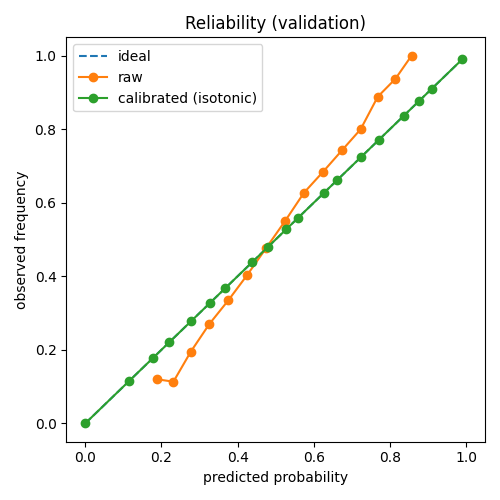 Reliability (validation)
ideal
raw
calibrated (isotonic)
observed frequency
1.0
0.8
0.6
0.4
0.2
0.0
0.0 0.2 0.4 0.6 0.8 1.0
predicted probability